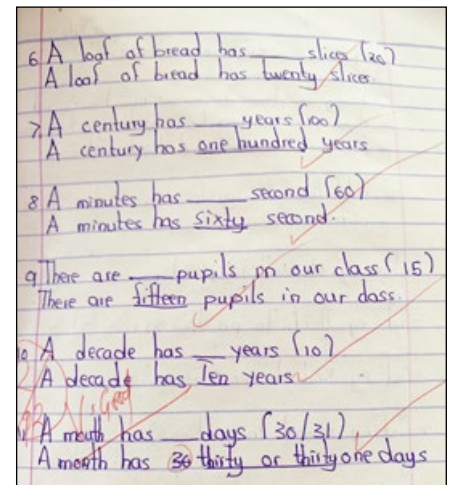 6 A loaf of bread has ___ slices (20)
A loaf of bread has twenty slices
7. A century has ___ years (100)
A century has one hundred years
8 A minutes has ___ second (60)
A minutes has sixty second.
9 There are ___ pupils in our class (15)
There are fifteen pupils in our class.
10 A decade has ___ years (10)
A decade has Ten years
A month has ___ days (30/31)
A month has 30 thirty or thirty one days